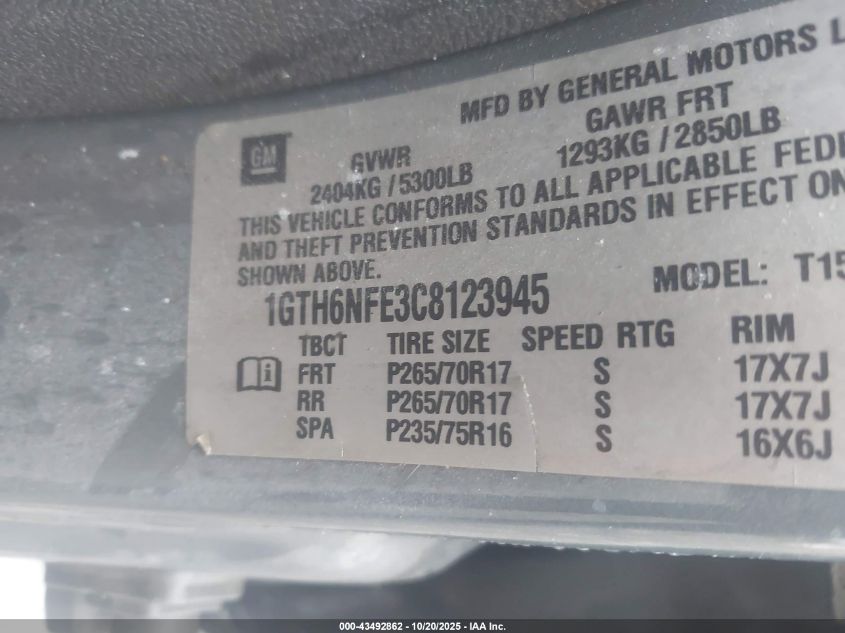 MFD BY GENERAL MOTORS L
GM GVWR GAWR FRT
2404KG / 5300LB 1293KG / 2850LB
THIS VEHICLE CONFORMS TO ALL APPLICABLE FEDE
AND THEFT PREVENTION STANDARDS IN EFFECT ON
SHOWN ABOVE.
1GTH6NFE3C8123945 MODEL: T15
TBCT TIRE SIZE SPEED RTG RIM
FRT P265/70R17 S 17X7J
RR P265/70R17 S 17X7J
SPA P235/75R16 S 16X6J
000-43492862 - 10/20/2025 - IAA Inc.